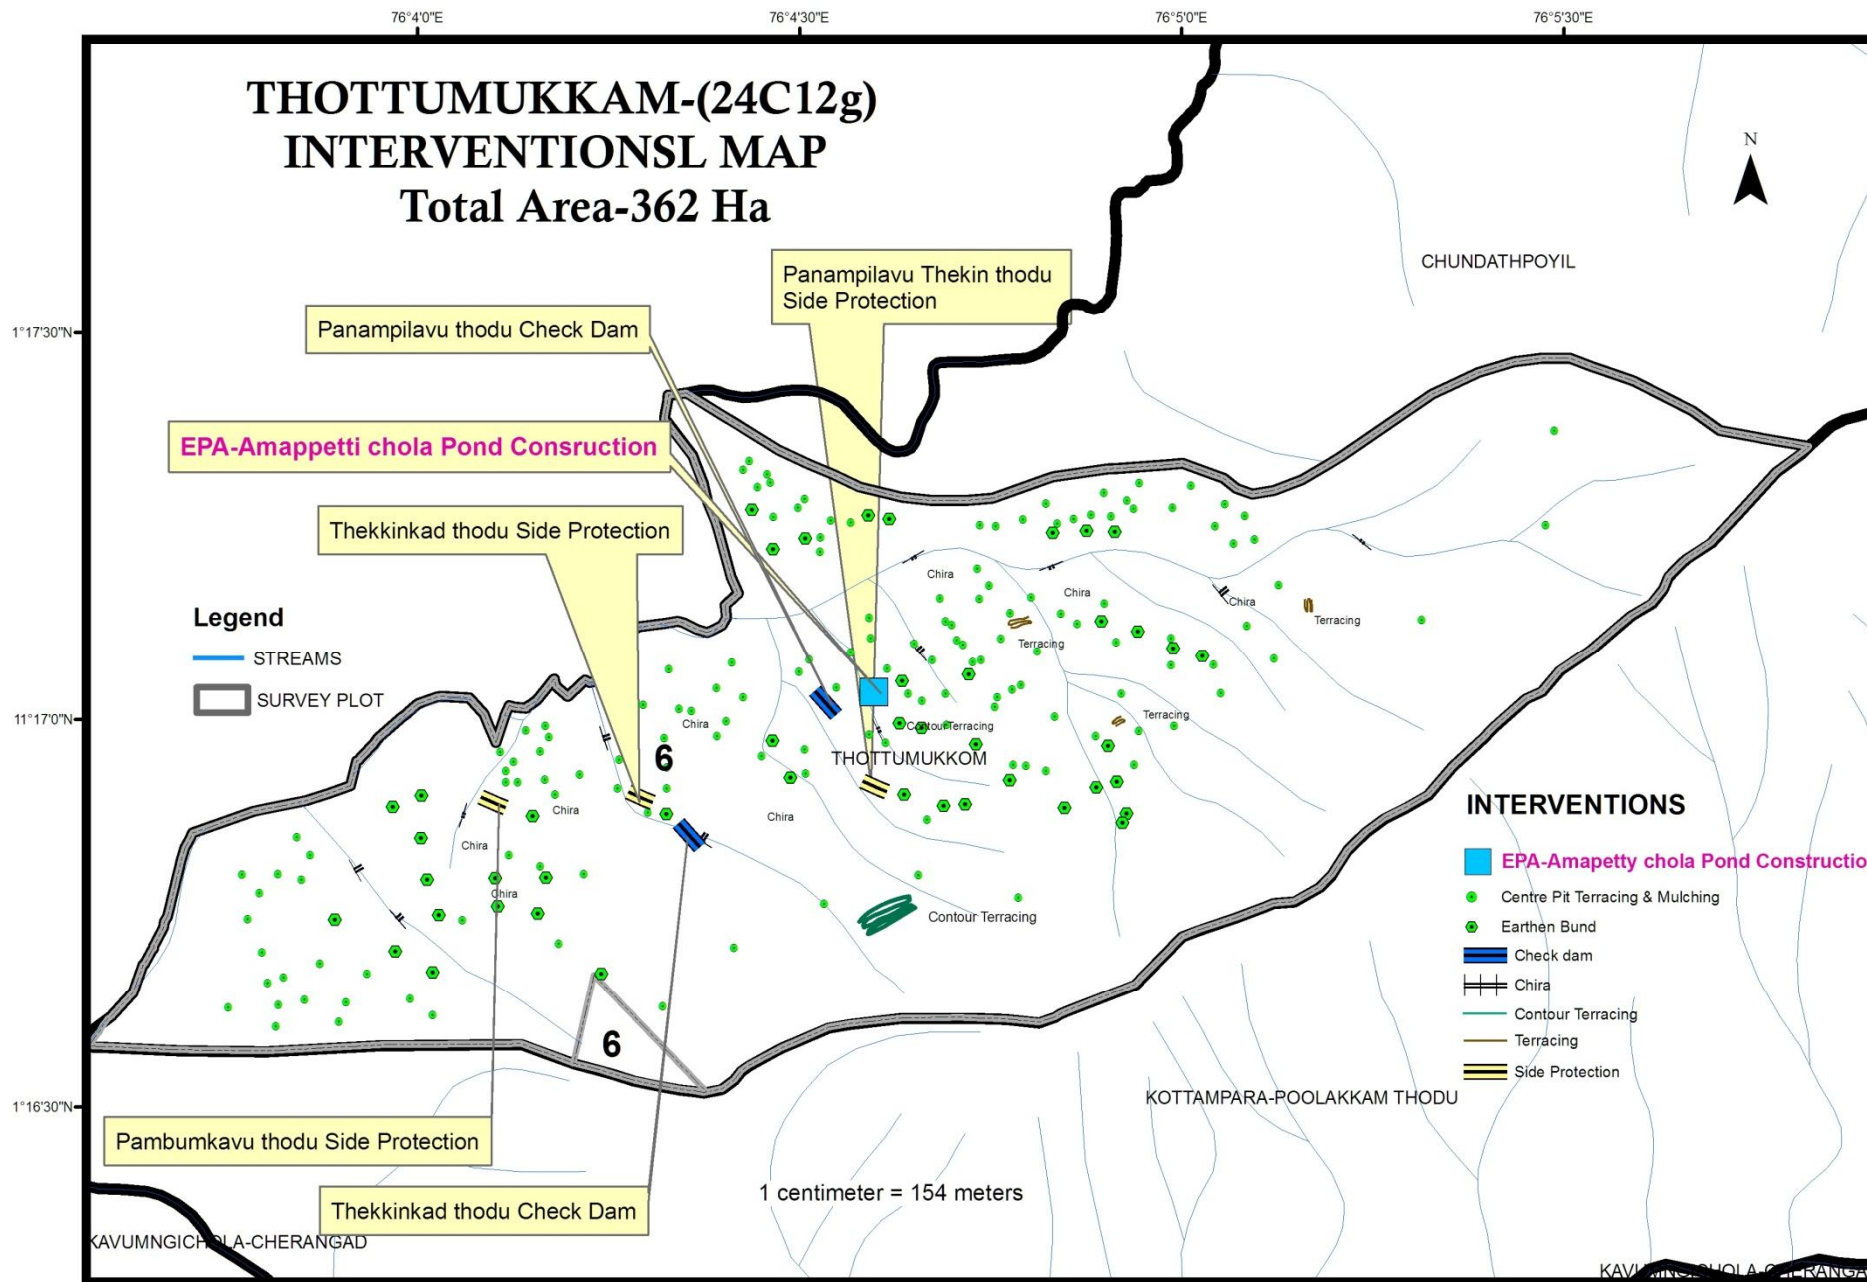 76°4'0"E
76°4'30"E
76°5'0"E
76°5'30"E
THOTTUMUKKAM-(24C12g)
INTERVENTIONSL MAP
Total Area-362 Ha
N
CHUNDATHPOYIL
Panampilavu Thekin thodu
Side Protection
Panampilavu thodu Check Dam
1°17'30"N
EPA-Amappetti chola Pond Consruction
Thekkinkad thodu Side Protection
Chira
Chira
Chira
Legend
STREAMS
SURVEY PLOT
Terracing
Terracing
11°17'0"N
Chira
Terracing
Contour Terracing
THOTTUMUKKOM
6
Chira
Chira
Chira
Chira
Contour Terracing
INTERVENTIONS
EPA-Amapetty chola Pond Constructio
Centre Pit Terracing & Mulching
Earthen Bund
Check dam
Chira
Contour Terracing
Terracing
Side Protection
6
1°16'30"N
KOTTAMPARA-POOLAKKAM THODU
Pambumkavu thodu Side Protection
Thekkinkad thodu Check Dam
1 centimeter = 154 meters
KAVUMNGICHOLA-CHERANGAD
KAVUMNGICHOLA-CHERANGA